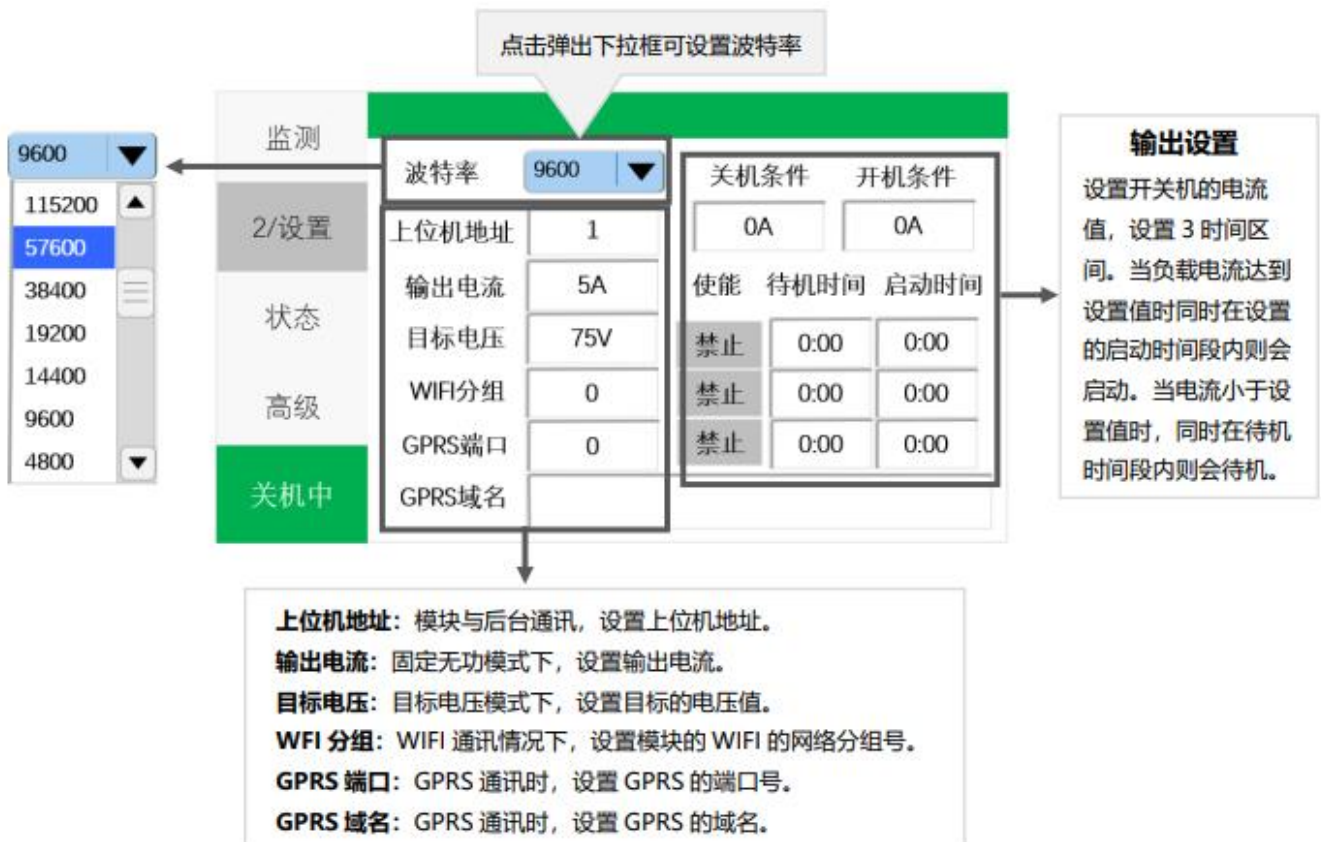 点击弹出下拉框可设置波特率
9600
115200
57600
38400
19200
14400
9600
4800
监测
2/设置
状态
高级
关机中
波特率 9600
上位机地址 1
输出电流 5A
目标电压 75V
WIFI分组 0
GPRS端口 0
GPRS域名
关机条件 开机条件
0A 0A
使能 待机时间 启动时间
禁止 0:00 0:00
禁止 0:00 0:00
禁止 0:00 0:00
输出设置
设置开关机的电流
值，设置 3 时间区
间。当负载电流达到
设置值时同时在设置
的启动时间段内则会
启动。当电流小于设
置值时，同时在待机
时间段内则会待机。
上位机地址：模块与后台通讯，设置上位机地址。
输出电流：固定无功模式下，设置输出电流。
目标电压：目标电压模式下，设置目标的电压值。
WFI 分组：WIFI 通讯情况下，设置模块的 WIFI 的网络分组号。
GPRS 端口：GPRS 通讯时，设置 GPRS 的端口号。
GPRS 域名：GPRS 通讯时，设置 GPRS 的域名。